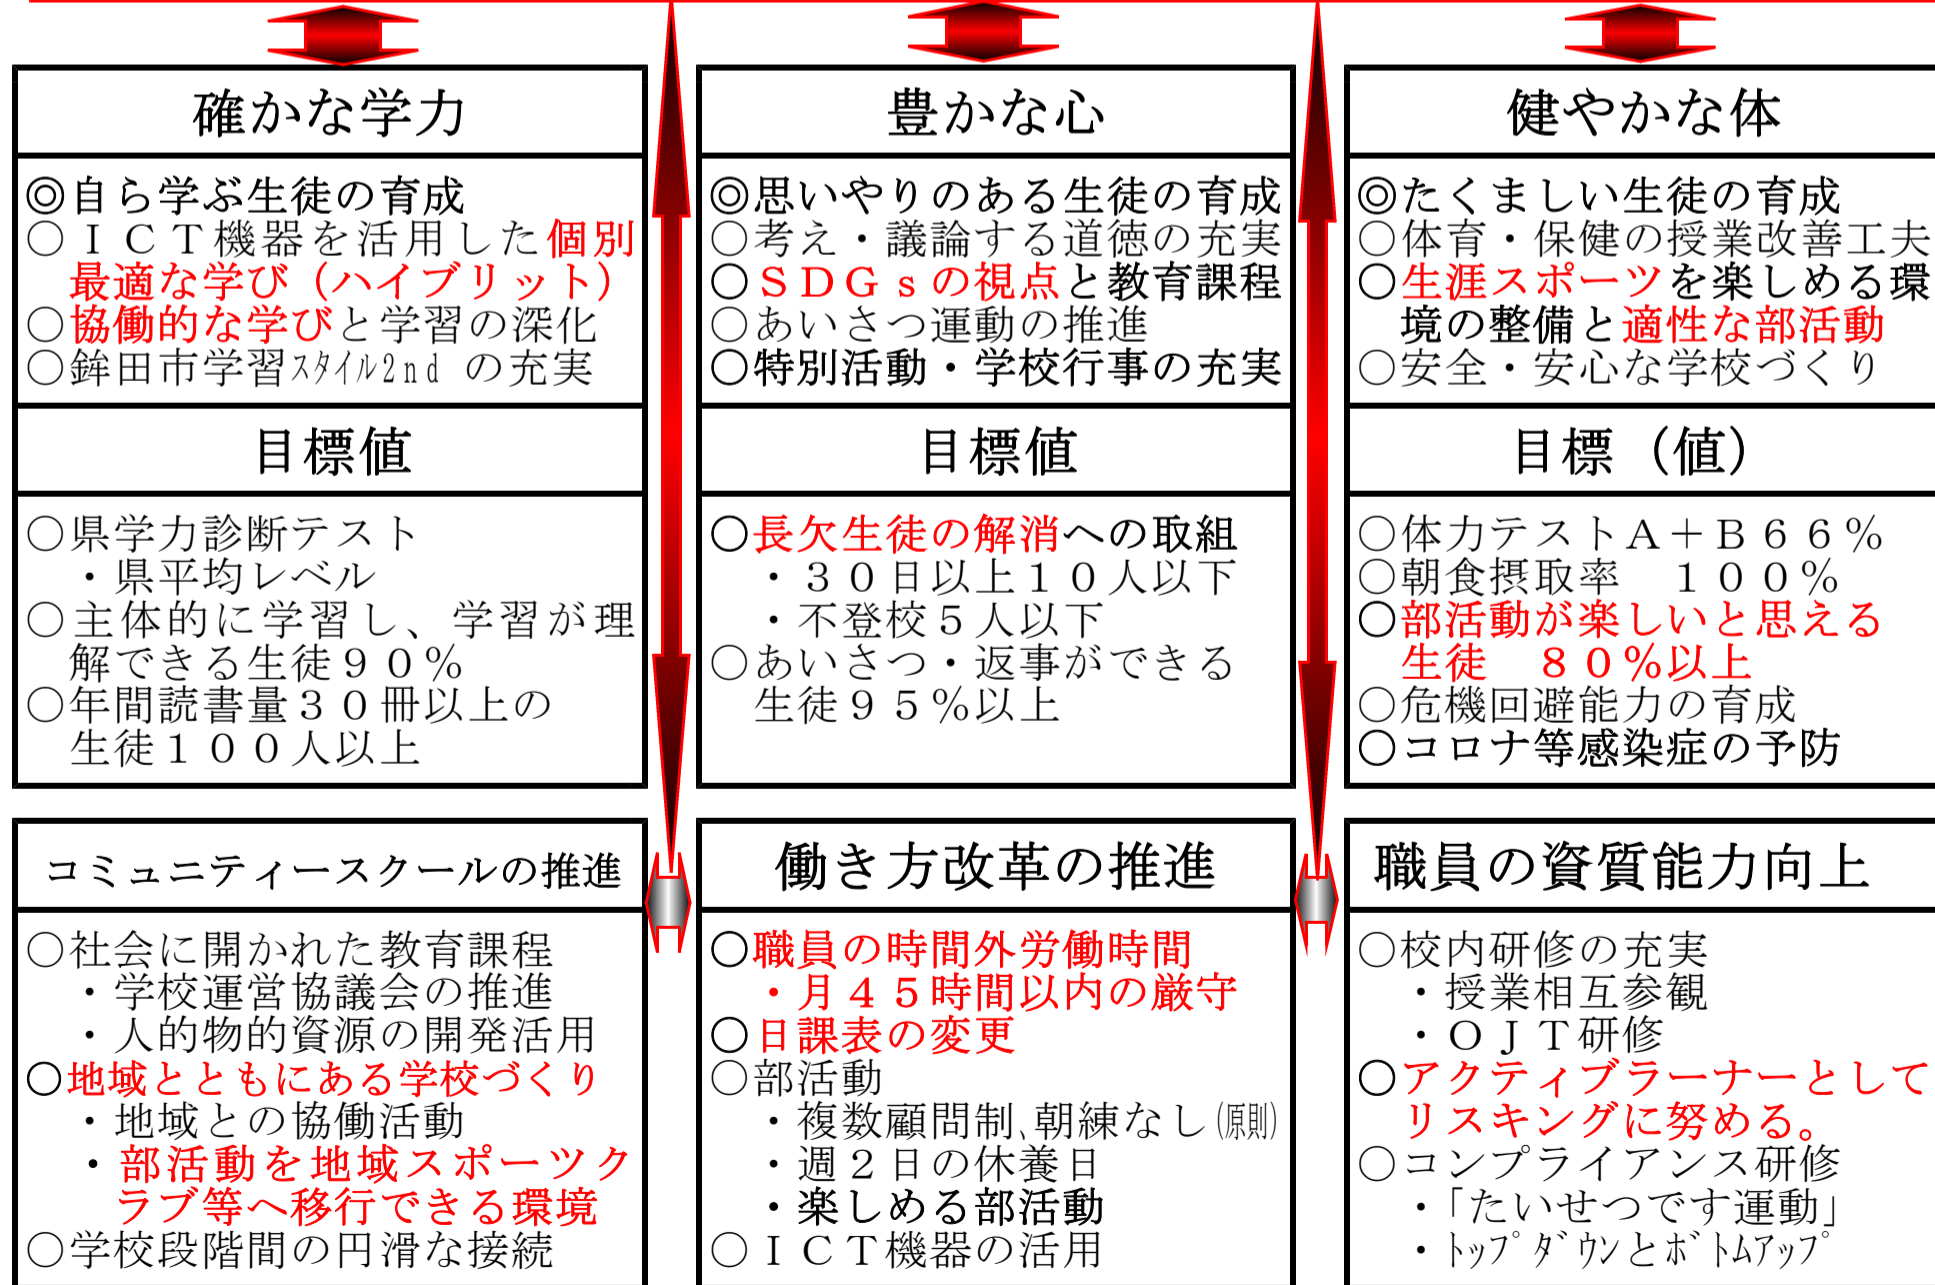 確かな学力
◎自ら学ぶ生徒の育成
○ＩＣＴ機器を活用した個別
最適な学び（ハイブリット）
○協働的な学びと学習の深化
○鉾田市学習ｽﾀｲﾙ2nd の充実
目標値
○県学力診断テスト
・県平均レベル
○主体的に学習し、学習が理
解できる生徒９０％
○年間読書量３０冊以上の
生徒１００人以上
豊かな心
◎思いやりのある生徒の育成
○考え・議論する道徳の充実
○ＳＤＧｓの視点と教育課程
○あいさつ運動の推進
○特別活動・学校行事の充実
目標値
○長欠生徒の解消への取組
・３０日以上１０人以下
・不登校５人以下
○あいさつ・返事ができる
生徒９５％以上
健やかな体
◎たくましい生徒の育成
○体育・保健の授業改善工夫
○生涯スポーツを楽しめる環
境の整備と適性な部活動
○安全・安心な学校づくり
目標（値）
○体力テストＡ＋Ｂ６６％
○朝食摂取率　１００％
○部活動が楽しいと思える
生徒　８０％以上
○危機回避能力の育成
○コロナ等感染症の予防
コミュニティースクールの推進
○社会に開かれた教育課程
・学校運営協議会の推進
・人的物的資源の開発活用
○地域とともにある学校づくり
・地域との協働活動
・部活動を地域スポーツク
ラブ等へ移行できる環境
○学校段階間の円滑な接続
働き方改革の推進
○職員の時間外労働時間
・月４５時間以内の厳守
○日課表の変更
○部活動
・複数顧問制､朝練なし(原則)
・週２日の休養日
・楽しめる部活動
○ＩＣＴ機器の活用
職員の資質能力向上
○校内研修の充実
・授業相互参観
・ＯＪＴ研修
○アクティブラーナーとして
リスキングに努める。
○コンプライアンス研修
・「たいせつです運動」
・ﾄｯﾌﾟﾀﾞｳﾝとﾎﾞﾄﾑｱｯﾌﾟ